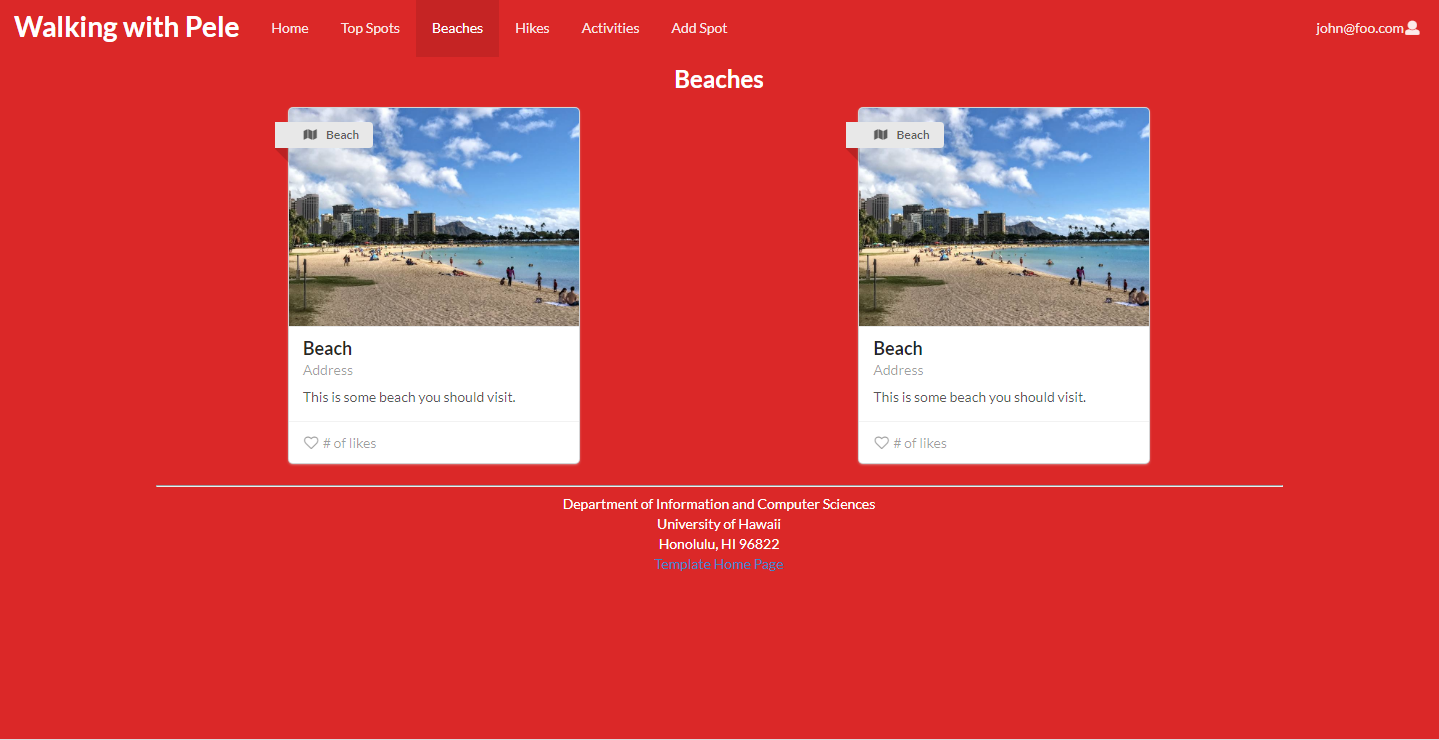 Walking with Pele Home Top Spots Beaches Hikes Activities Add Spot john@foo.com
Beaches
Beach
Beach
Address
This is some beach you should visit.
# of likes
Beach
Beach
Address
This is some beach you should visit.
# of likes
Department of Information and Computer Sciences
University of Hawaii
Honolulu, HI 96822
Template Home Page